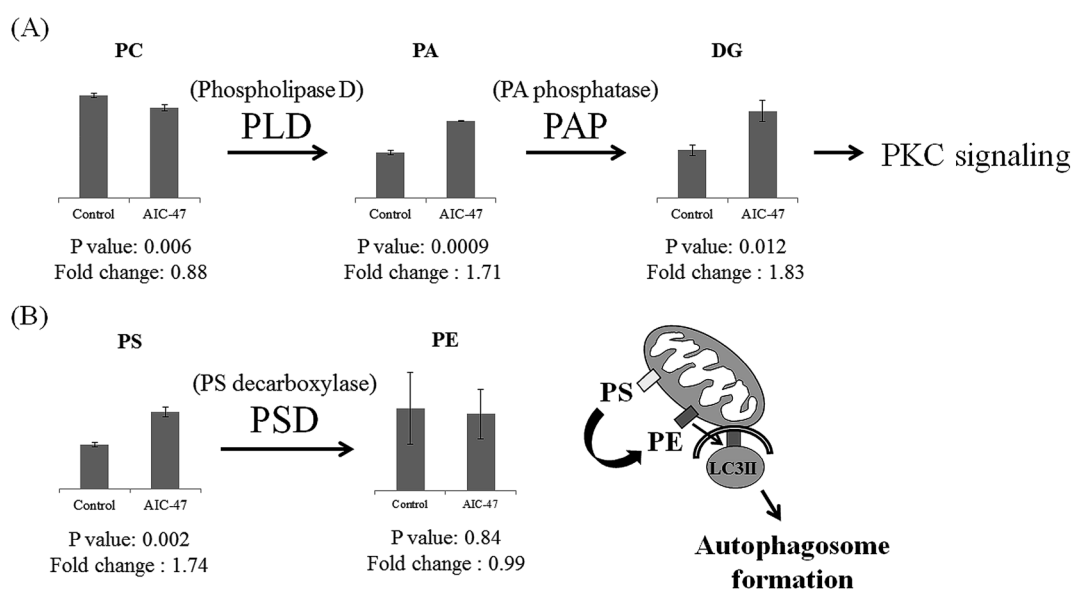 (A)
PC
PA
DG
(Phospholipase D)
PLD
(PA phosphatase)
PAP
PKC signaling
Control
AIC-47
Control
AIC-47
Control
AIC-47
P value: 0.006
Fold change: 0.88
P value: 0.0009
Fold change : 1.71
P value: 0.012
Fold change : 1.83
(B)
PS
PE
(PS decarboxylase)
PSD
Control
AIC-47
Control
AIC-47
P value: 0.002
Fold change : 1.74
P value: 0.84
Fold change : 0.99
PS
PE
LC3II
Autophagosome
formation